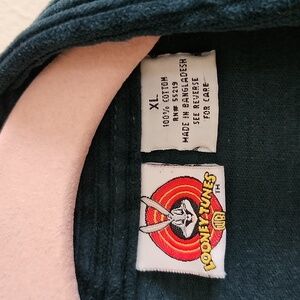 XL
100% COTTON
RN# 55219
MADE IN BANGLADESH
SEE REVERSE
FOR CARE
LOONEY TUNES
TM